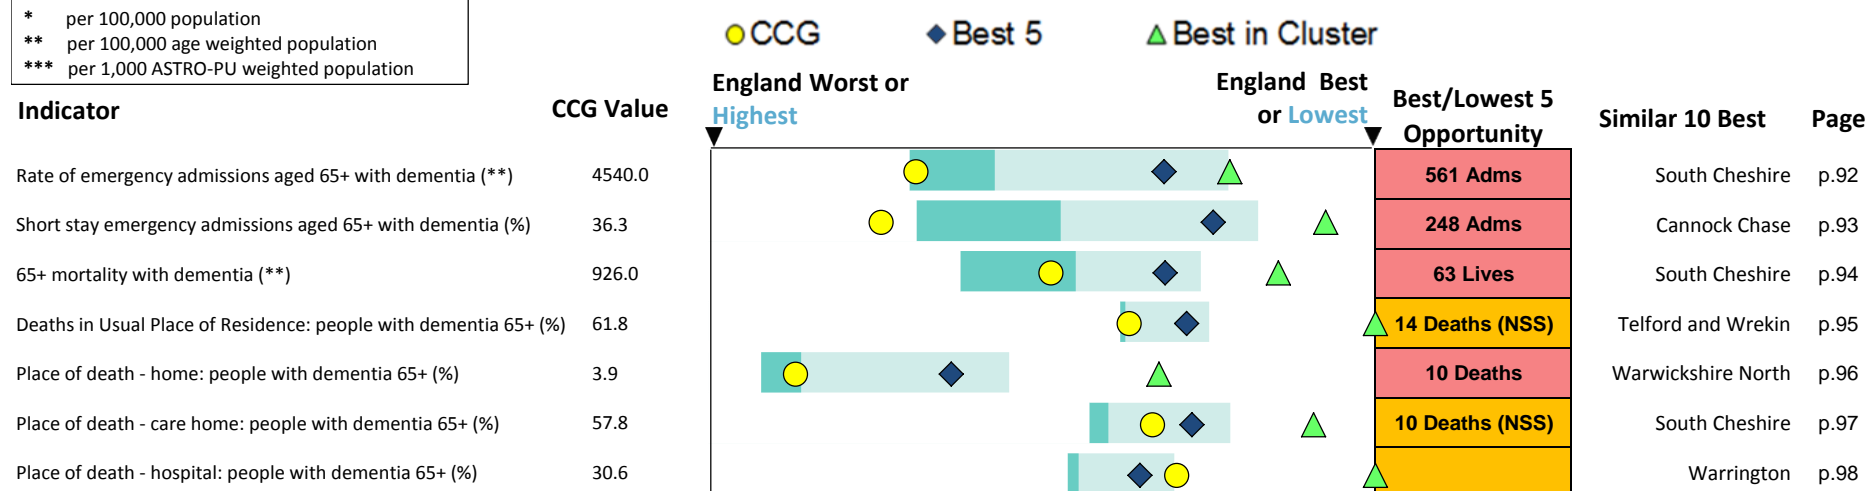 * per 100,000 population
** per 100,000 age weighted population
*** per 1,000 ASTRO-PU weighted population
CCG Best 5 Best in Cluster
Indicator CCG Value England Worst or Highest England Best or Lowest Best/Lowest 5 Opportunity Similar 10 Best Page
Rate of emergency admissions aged 65+ with dementia (**) 4540.0 561 Adms South Cheshire p.92
Short stay emergency admissions aged 65+ with dementia (%) 36.3 248 Adms Cannock Chase p.93
65+ mortality with dementia (**) 926.0 63 Lives South Cheshire p.94
Deaths in Usual Place of Residence: people with dementia 65+ (%) 61.8 14 Deaths (NSS) Telford and Wrekin p.95
Place of death - home: people with dementia 65+ (%) 3.9 10 Deaths Warwickshire North p.96
Place of death - care home: people with dementia 65+ (%) 57.8 10 Deaths (NSS) South Cheshire p.97
Place of death - hospital: people with dementia 65+ (%) 30.6 Warrington p.98